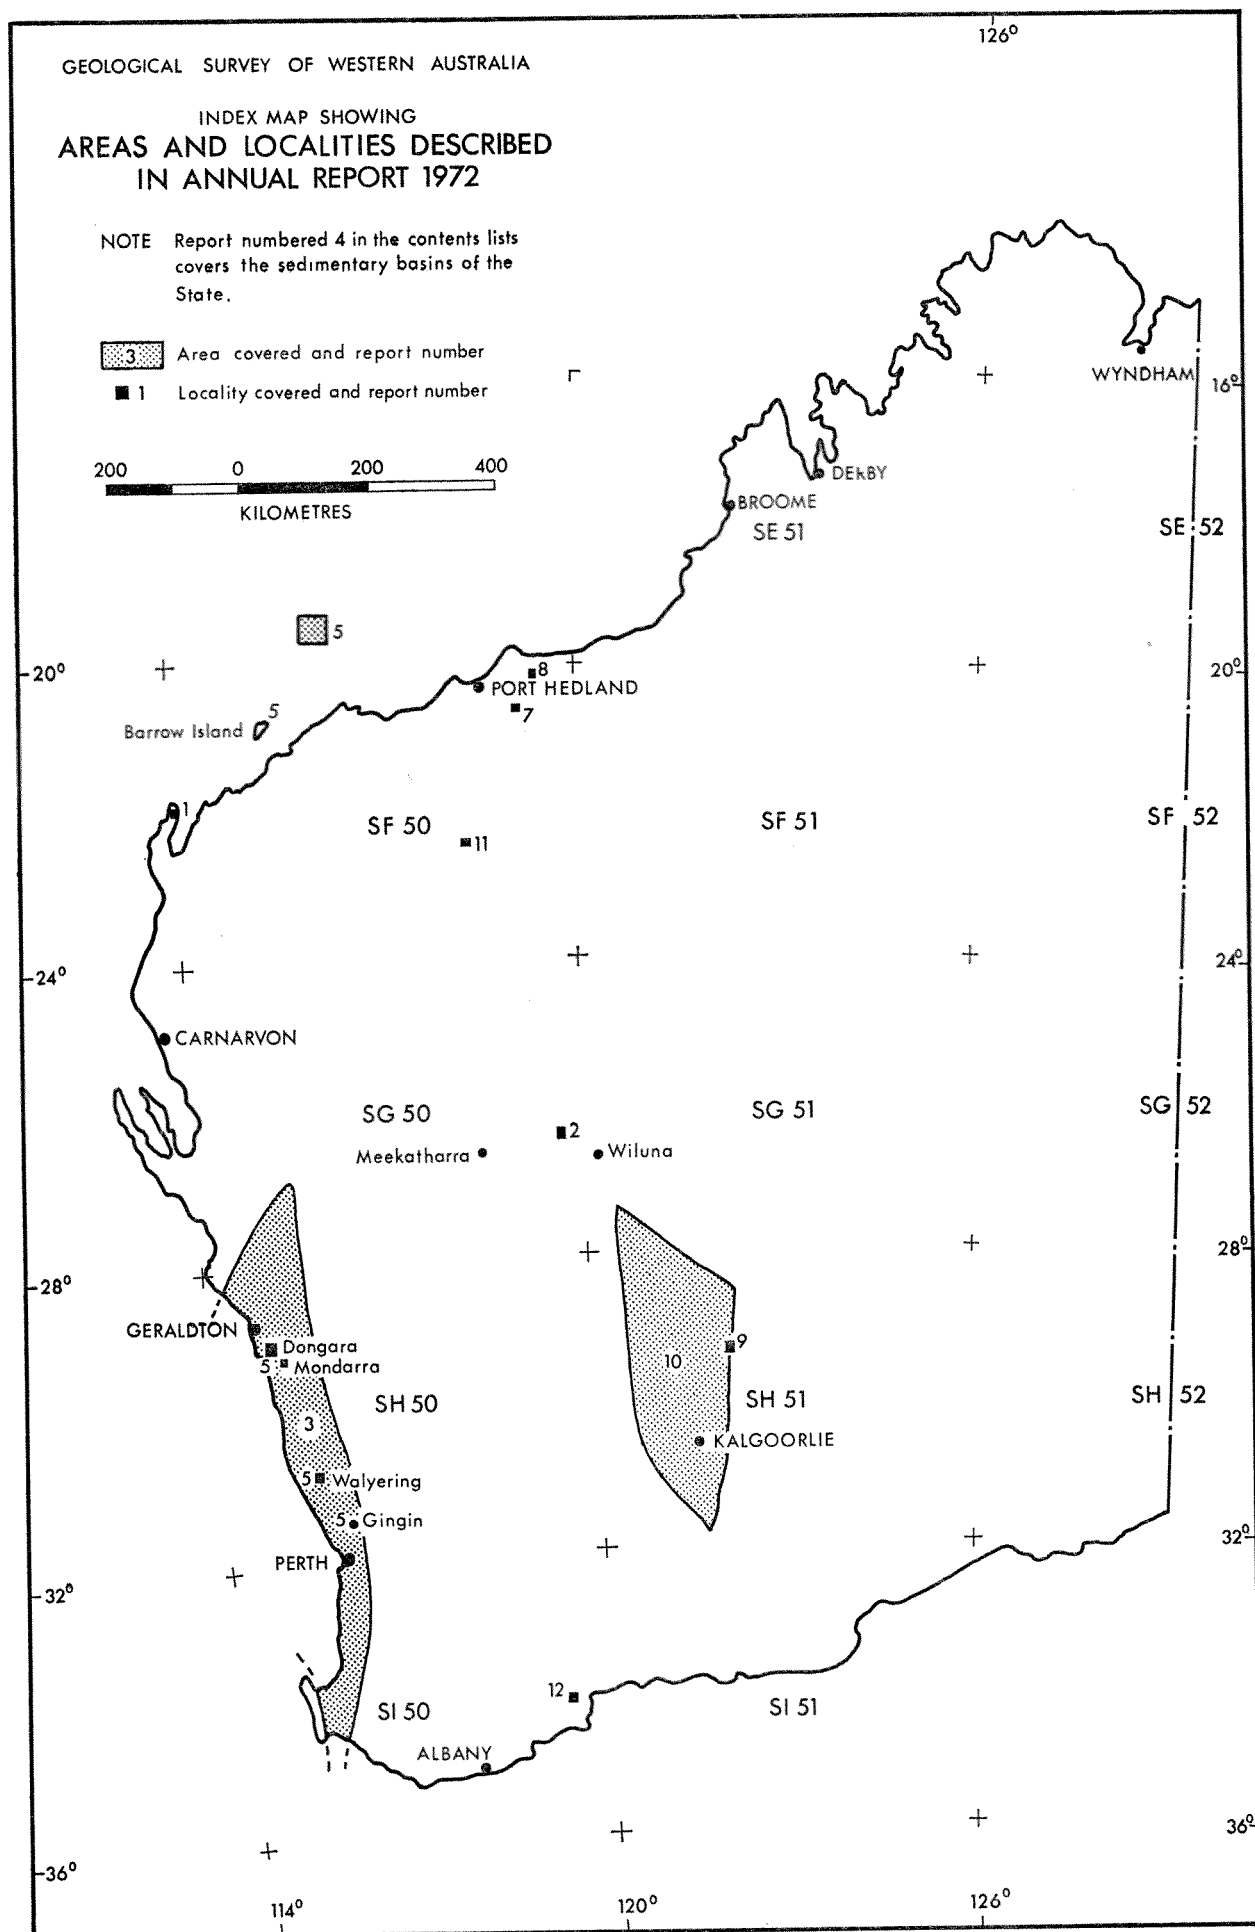 126°
GEOLOGICAL SURVEY OF WESTERN AUSTRALIA
INDEX MAP SHOWING
AREAS AND LOCALITIES DESCRIBED
IN ANNUAL REPORT 1972
NOTE Report numbered 4 in the contents lists
covers the sedimentary basins of the
State.
3 Area covered and report number
1 Locality covered and report number
200 0 200 400
KILOMETRES
WYNDHAM
16°
DERBY
BROOME
SE 51
SE 52
5
20°
8
PORT HEDLAND
20°
7
5
Barrow Island
1
SF 50
SF 51
SF 52
11
24°
24°
CARNARVON
SG 50
SG 51
SG 52
2
Meekatharra
Wiluna
28°
28°
GERALDTON
Dongara
5 Mondarra
9
10
SH 50
SH 51
SH 52
3
KALGOORLIE
5 Walyering
5 Gingin
PERTH
32°
32°
12
SI 50
SI 51
ALBANY
36°
36°
114°
120°
126°